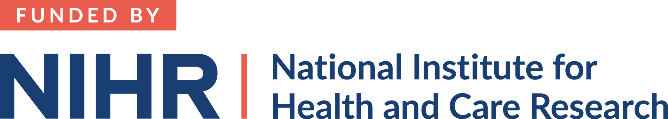 FUNDED BY
NIHR
National Institute for
Health and Care Research